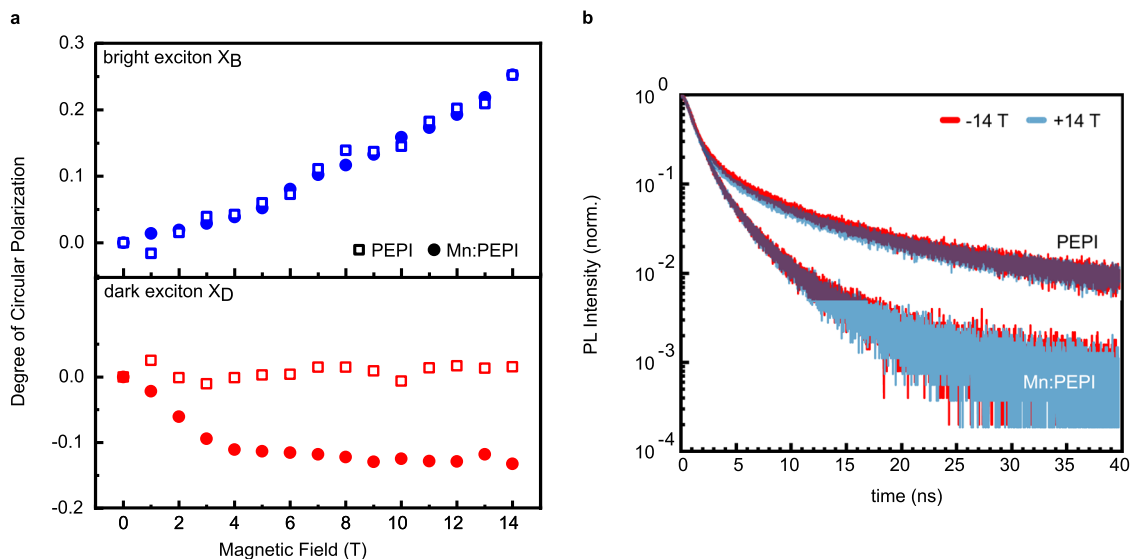 a
0.3
bright exciton XB
0.2
0.1
0.0
PEPI
Mn:PEPI
dark exciton XD
0.0
-0.1
-0.2
0 2 4 6 8 10 12 14
Magnetic Field (T)
Degree of Circular Polarization
b
10^0
-14 T
+14 T
10^-1
PEPI
10^-2
10^-3
Mn:PEPI
10^-4
0 5 10 15 20 25 30 35 40
time (ns)
PL Intensity (norm.)